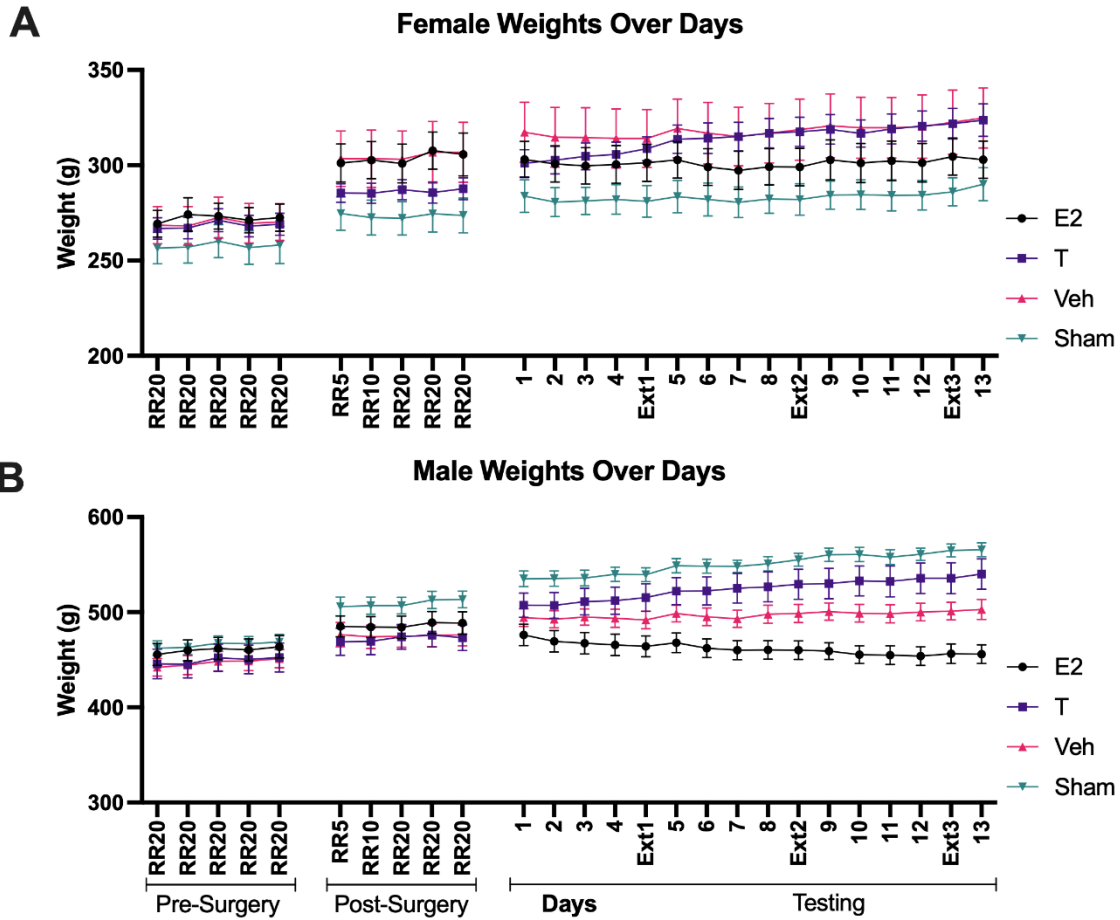 A
Female Weights Over Days
Weight (g)
350
300
250
200
RR20 RR20 RR20 RR20 RR20 RR5 RR10 RR20 RR20 RR20 1 2 3 4 Ext1 5 6 7 8 Ext2 9 10 11 12 Ext3 13
E2
T
Veh
Sham
B
Male Weights Over Days
Weight (g)
600
500
400
300
RR20 RR20 RR20 RR20 RR20 RR5 RR10 RR20 RR20 RR20 1 2 3 4 Ext1 5 6 7 8 Ext2 9 10 11 12 Ext3 13
E2
T
Veh
Sham
Pre-Surgery Post-Surgery Days Testing